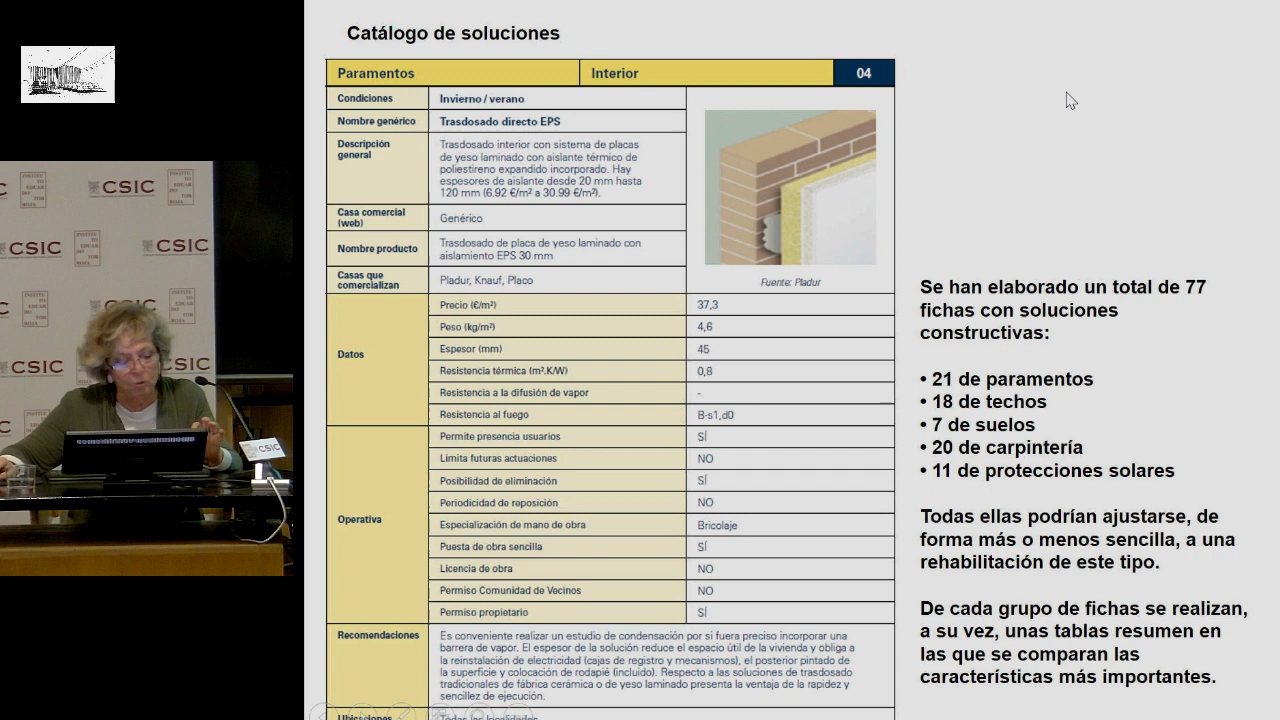 Catálogo de soluciones
Paramentos Interior 04
Condiciones Invierno / verano
Nombre genérico Trasdosado directo EPS
Descripción general
Trasdosado interior con sistema de placas
de yeso laminado con aislante térmico de
poliestireno expandido incorporado. Hay
espesores de aislante desde 20 mm hasta
120 mm (6.92 €/m² a 30.99 €/m²).
Casa comercial (web) Genérico
Nombre producto
Trasdosado de placa de yeso laminado con
aislamiento EPS 30 mm
Casas que comercializan Pladur, Knauf, Placo
Fuente: Pladur
Datos
Precio (€/m²) 37,3
Peso (kg/m²) 4,6
Espesor (mm) 45
Resistencia térmica (m².K/W) 0,8
Resistencia a la difusión de vapor -
Resistencia al fuego B-s1,d0
Operativa
Permite presencia usuarios SÍ
Limita futuras actuaciones NO
Posibilidad de eliminación SÍ
Periodicidad de reposición NO
Especialización de mano de obra Bricolaje
Puesta de obra sencilla SÍ
Licencia de obra NO
Permiso Comunidad de Vecinos NO
Permiso propietario SÍ
Recomendaciones
Es conveniente realizar un estudio de condensación por si fuera preciso incorporar una
barrera de vapor. El espesor de la solución reduce el espacio útil de la vivienda y obliga a
la reinstalación de electricidad (cajas de registro y mecanismos), el posterior pintado de
la superficie y colocación de rodapié (incluido). Respecto a las soluciones de trasdosado
tradicionales de fábrica cerámica o de yeso laminado presenta la ventaja de la rapidez y
sencillez de ejecución.
Ubicaciones Todas las localidades
Se han elaborado un total de 77
fichas con soluciones
constructivas:
• 21 de paramentos
• 18 de techos
• 7 de suelos
• 20 de carpintería
• 11 de protecciones solares
Todas ellas podrían ajustarse, de
forma más o menos sencilla, a una
rehabilitación de este tipo.
De cada grupo de fichas se realizan,
a su vez, unas tablas resumen en
las que se comparan las
características más importantes.
CSIC
CSIC
CSIC
CSIC
CSIC
CSIC
CSIC
CSIC